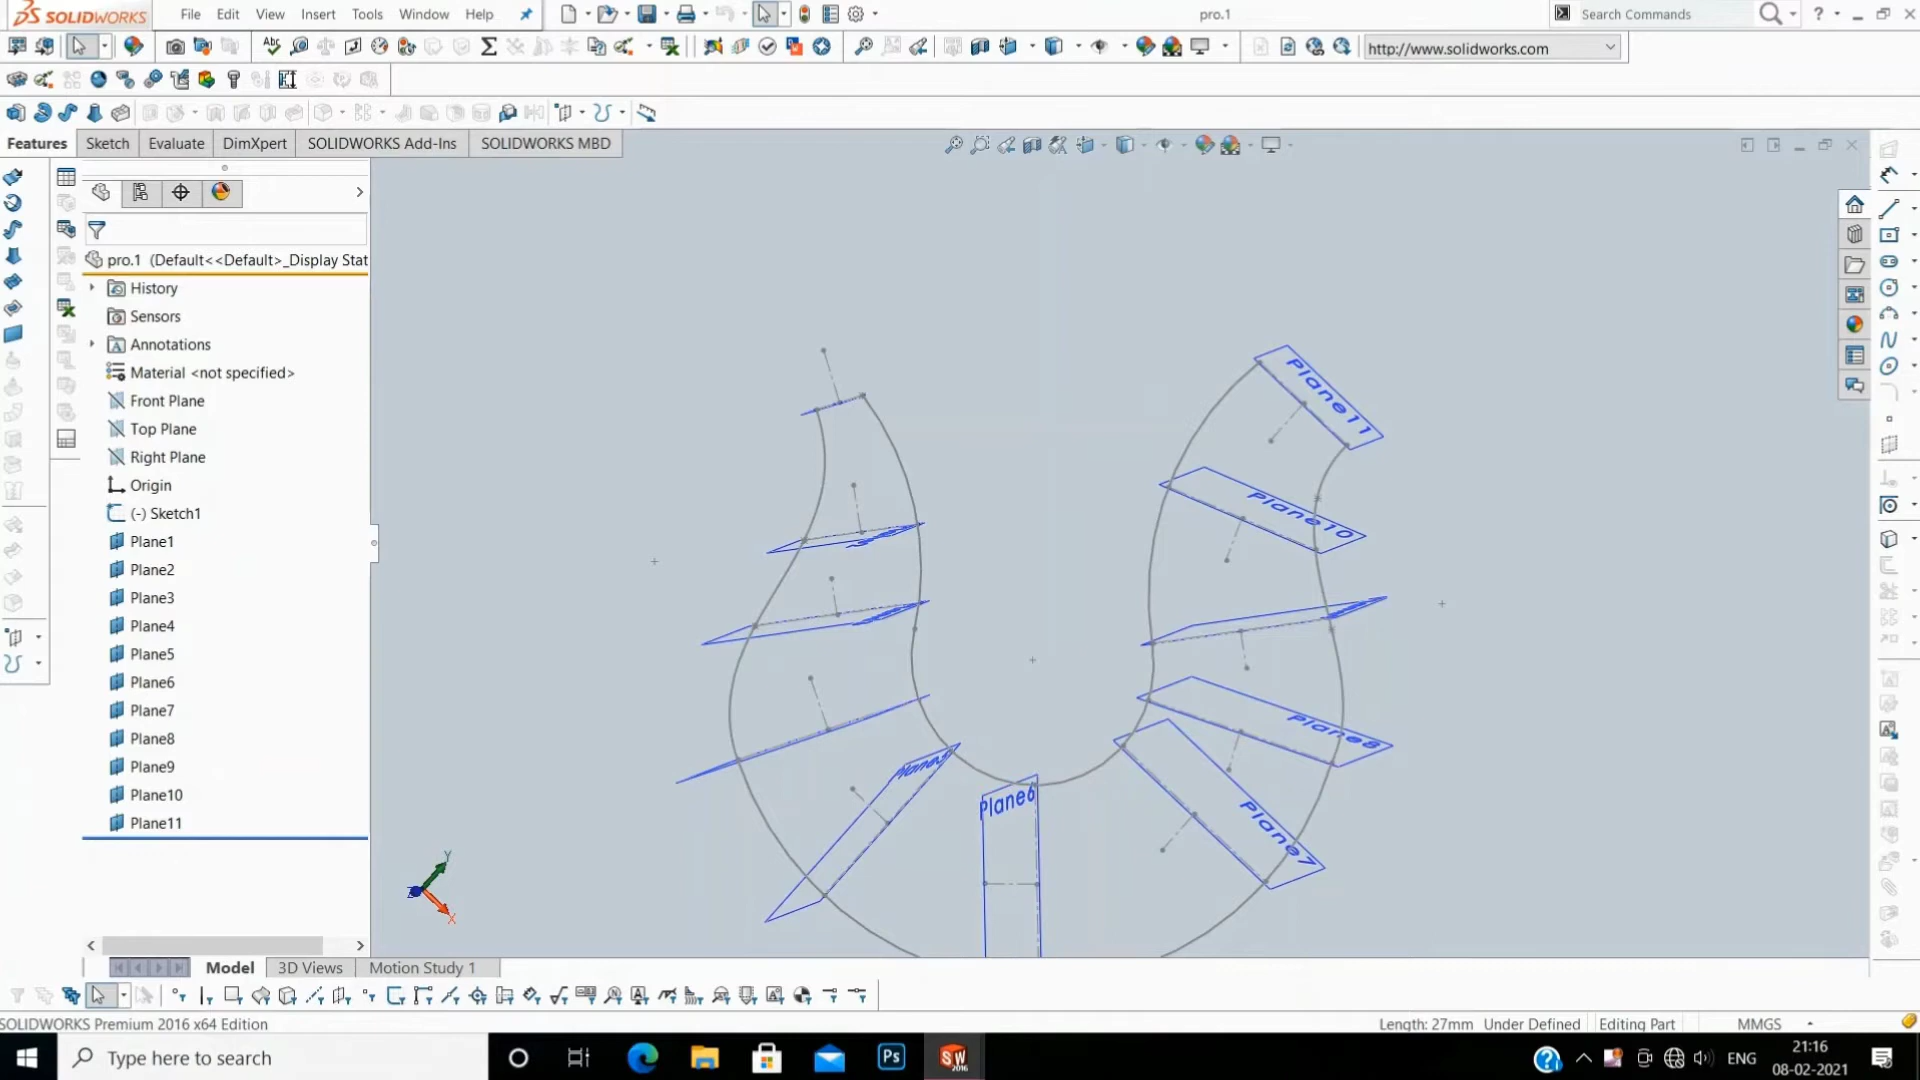 SOLIDWORKS File Edit View Insert Tools Window Help pro.1 Search Commands ?
http://www.solidworks.com
Features Sketch Evaluate DimXpert SOLIDWORKS Add-Ins SOLIDWORKS MBD
pro.1 (Default<<Default>_Display Stat
History
Sensors
Annotations
Material <not specified>
Front Plane
Top Plane
Right Plane
Origin
(-) Sketch1
Plane1
Plane2
Plane3
Plane4
Plane5
Plane6
Plane7
Plane8
Plane9
Plane10
Plane11
Plane11
Plane10
Plane8
Plane6
Plane7
Y
X
Z
Model 3D Views Motion Study 1
SOLIDWORKS Premium 2016 x64 Edition Length: 27mm Under Defined Editing Part MMGS
Type here to search Ps SW 2016 ENG 21:16
08-02-2021